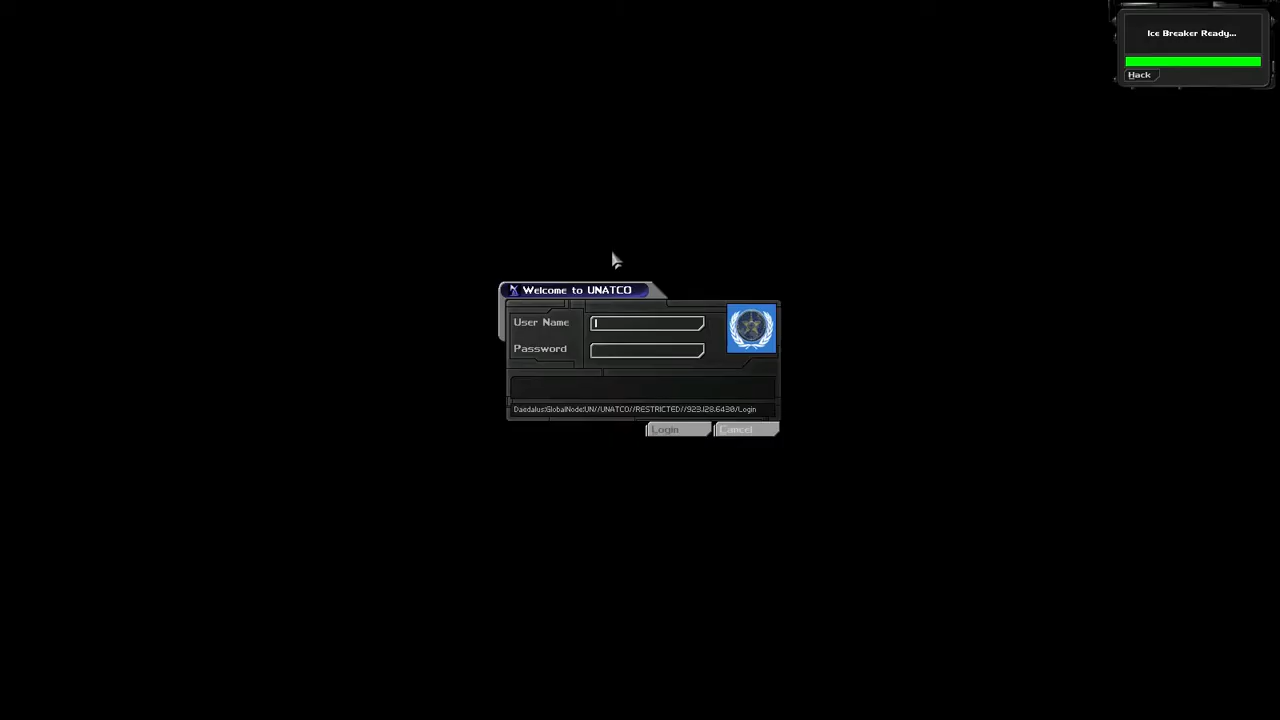 Ice Breaker Ready...
Hack
Welcome to UNATCO
User Name
Password
Daedalus:GlobalNode:UN//UNATCO//RESTRICTED//923.128.6430/Login
Login
Cancel